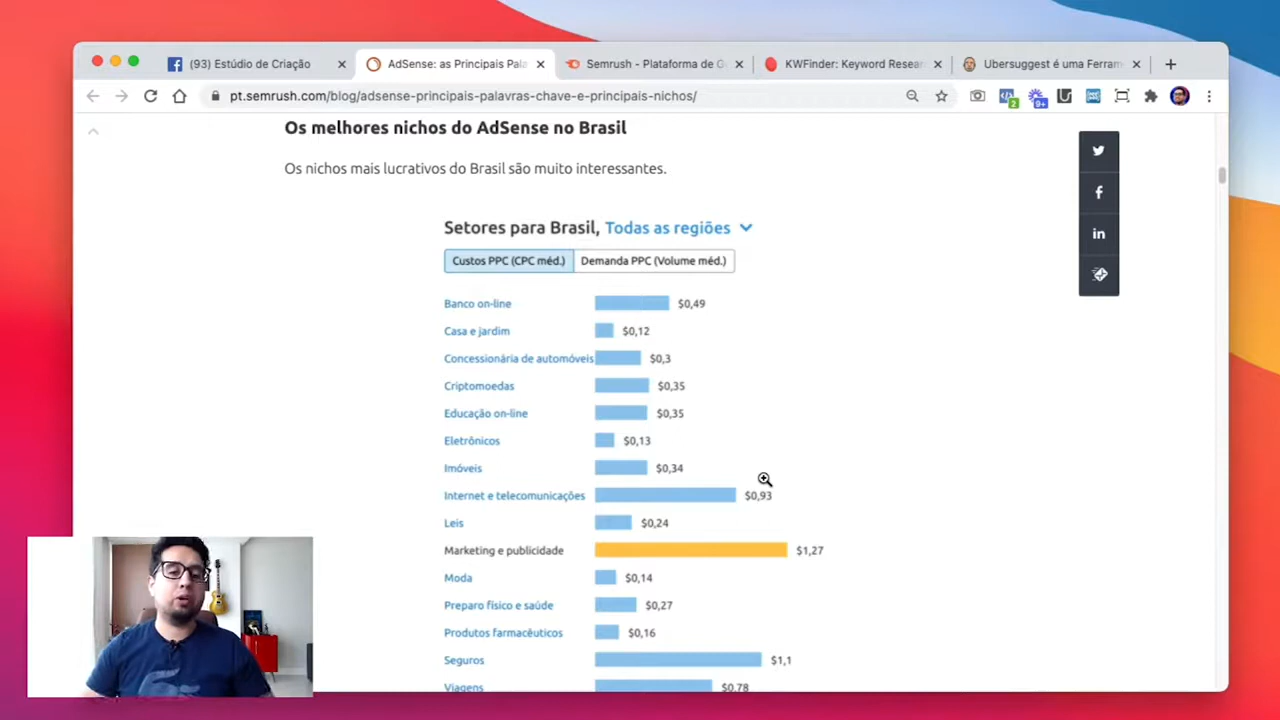 (93) Estúdio de Criação
AdSense: as Principais Pala
Semrush - Plataforma de G
KWFinder: Keyword Resear
Ubersuggest é uma Ferram
pt.semrush.com/blog/adsense-principais-palavras-chave-e-principais-nichos/
2
9+
Os melhores nichos do AdSense no Brasil
Os nichos mais lucrativos do Brasil são muito interessantes.
Setores para Brasil, Todas as regiões
Custos PPC (CPC méd.) Demanda PPC (Volume méd.)
Banco on-line $0,49
Casa e jardim $0,12
Concessionária de automóveis $0,3
Criptomoedas $0,35
Educação on-line $0,35
Eletrônicos $0,13
Imóveis $0,34
Internet e telecomunicações $0,93
Leis $0,24
Marketing e publicidade $1,27
Moda $0,14
Preparo físico e saúde $0,27
Produtos farmacêuticos $0,16
Seguros $1,1
Viagens $0,78